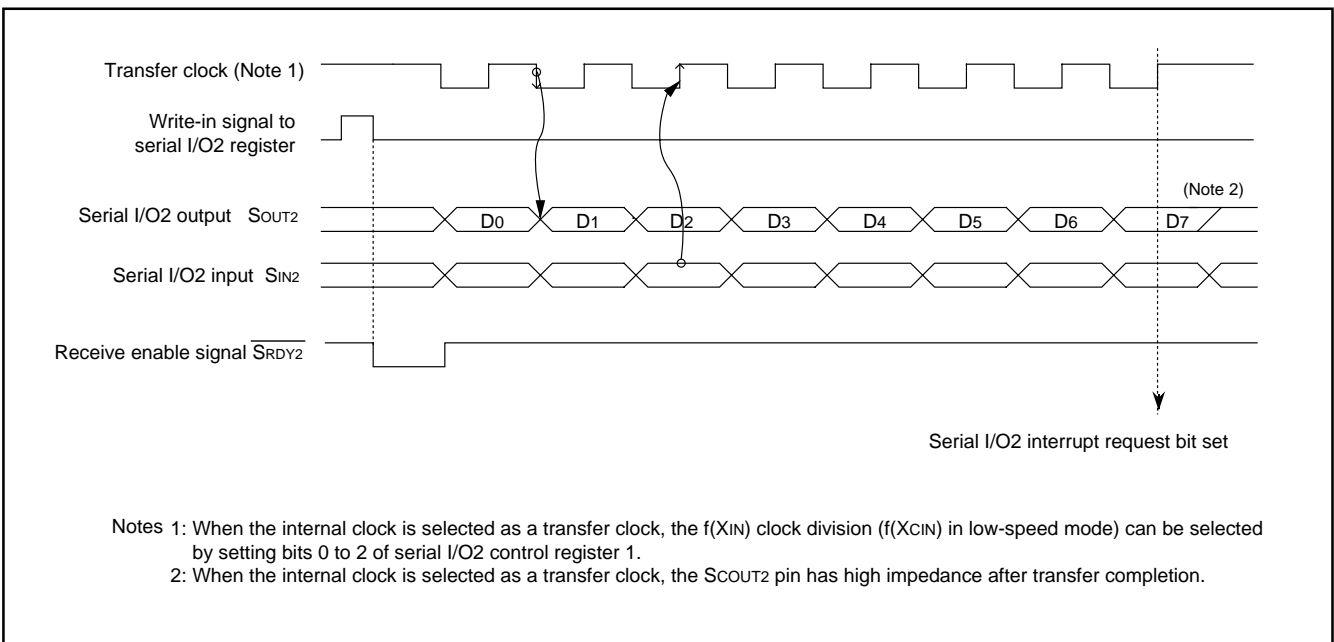 Transfer clock (Note 1)
Write-in signal to
serial I/O2 register
(Note 2)
Serial I/O2 output SOUT2
D0 D1 D2 D3 D4 D5 D6 D7
Serial I/O2 input SIN2
Receive enable signal SRDY2
Serial I/O2 interrupt request bit set
Notes 1: When the internal clock is selected as a transfer clock, the f(XIN) clock division (f(XCIN) in low-speed mode) can be selected
by setting bits 0 to 2 of serial I/O2 control register 1.
2: When the internal clock is selected as a transfer clock, the SCOUT2 pin has high impedance after transfer completion.